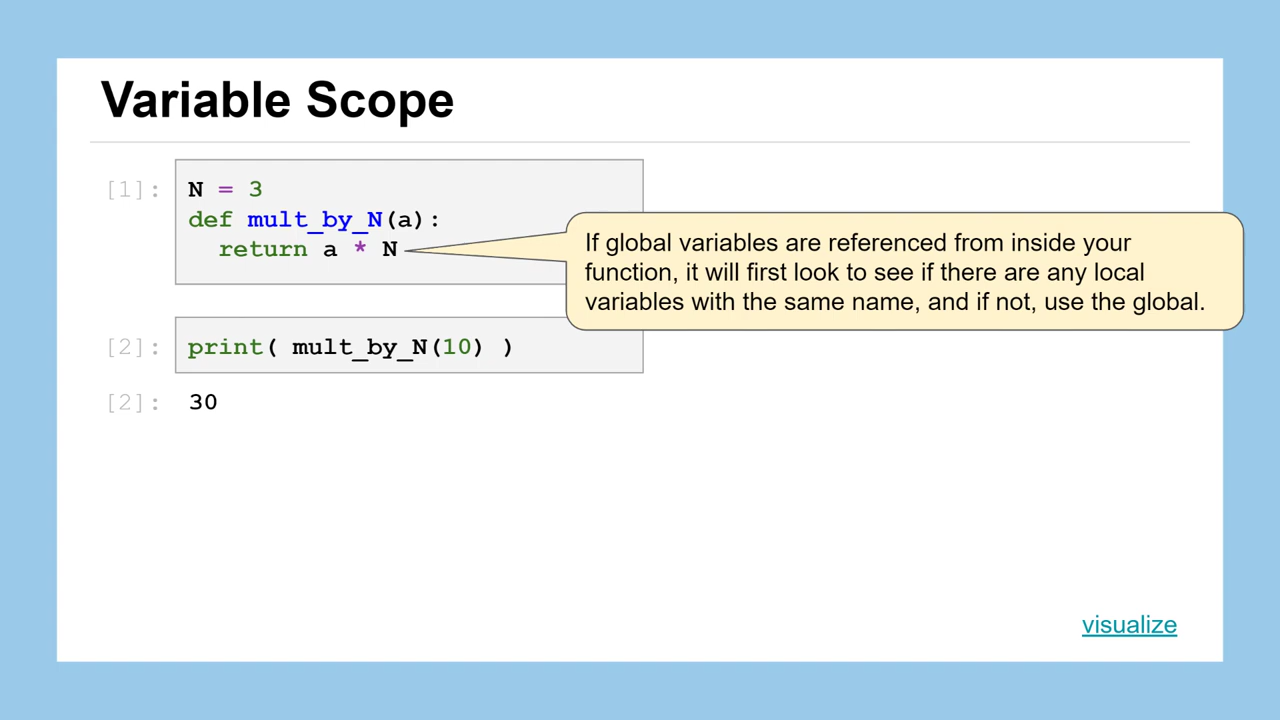 Variable Scope
[1]: N = 3
def mult_by_N(a):
  return a * N
If global variables are referenced from inside your
function, it will first look to see if there are any local
variables with the same name, and if not, use the global.
[2]: print( mult_by_N(10) )
[2]: 30
visualize